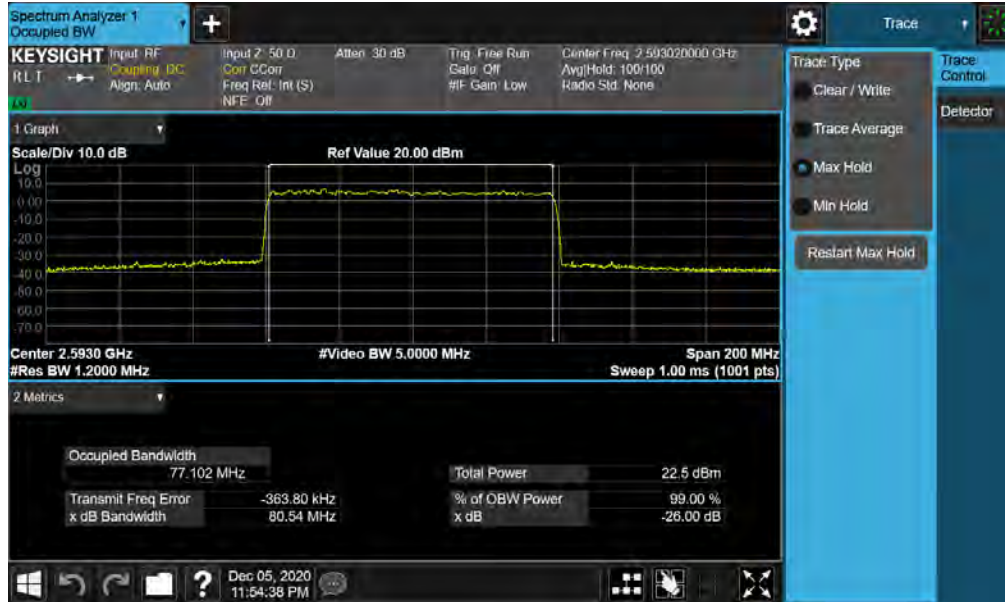 Spectrum Analyzer 1
Occupied BW
+
Trace
KEYSIGHT
Input: RF
Input Z: 50 Ω
Atten: 30 dB
Trig: Free Run
Center Freq: 2.593020000 GHz
RLT
Coupling: DC
Corr CCorr
Gate: Off
Avg|Hold: 100/100
Align: Auto
Freq Ref: Int (S)
#IF Gain: Low
Radio Std: None
NFE: Off
Trace Type
Clear / Write
Trace Average
Max Hold
Min Hold
Restart Max Hold
Trace Control
Detector
1 Graph
Scale/Div 10.0 dB
Ref Value 20.00 dBm
Log
10.0
0.00
-10.0
-20.0
-30.0
-40.0
-50.0
-60.0
-70.0
Center 2.5930 GHz
#Video BW 5.0000 MHz
Span 200 MHz
#Res BW 1.2000 MHz
Sweep 1.00 ms (1001 pts)
2 Metrics
Occupied Bandwidth
77.102 MHz
Total Power
22.5 dBm
Transmit Freq Error
-363.80 kHz
% of OBW Power
99.00 %
x dB Bandwidth
80.54 MHz
x dB
-26.00 dB
?
Dec 05, 2020
11:54:38 PM